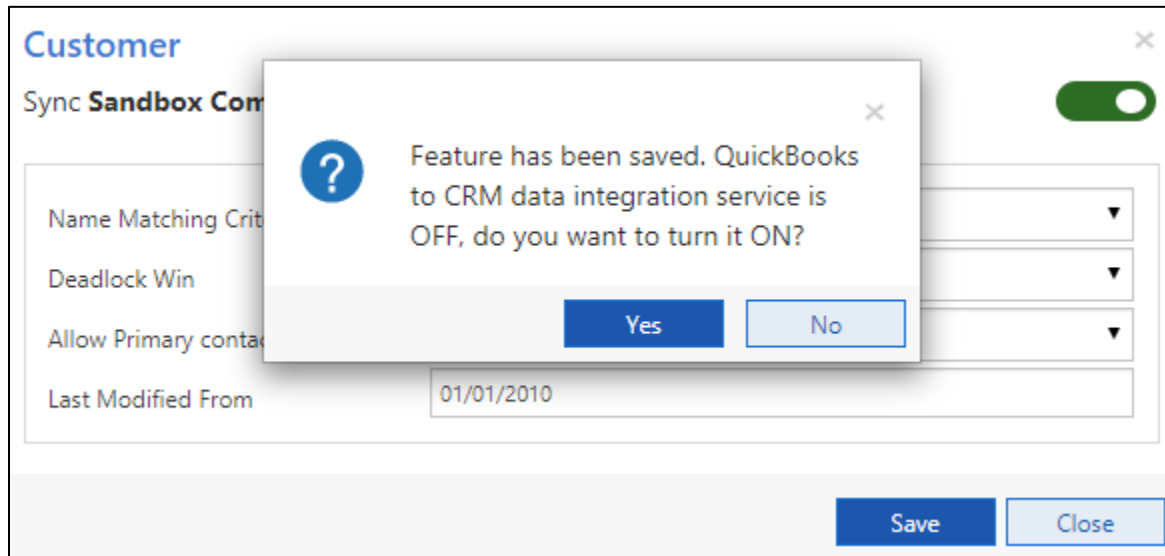 Customer
Sync Sandbox Com
Feature has been saved. QuickBooks
to CRM data integration service is
OFF, do you want to turn it ON?
Yes No
Name Matching Crit
Deadlock Win
Allow Primary contac
Last Modified From 01/01/2010
Save Close